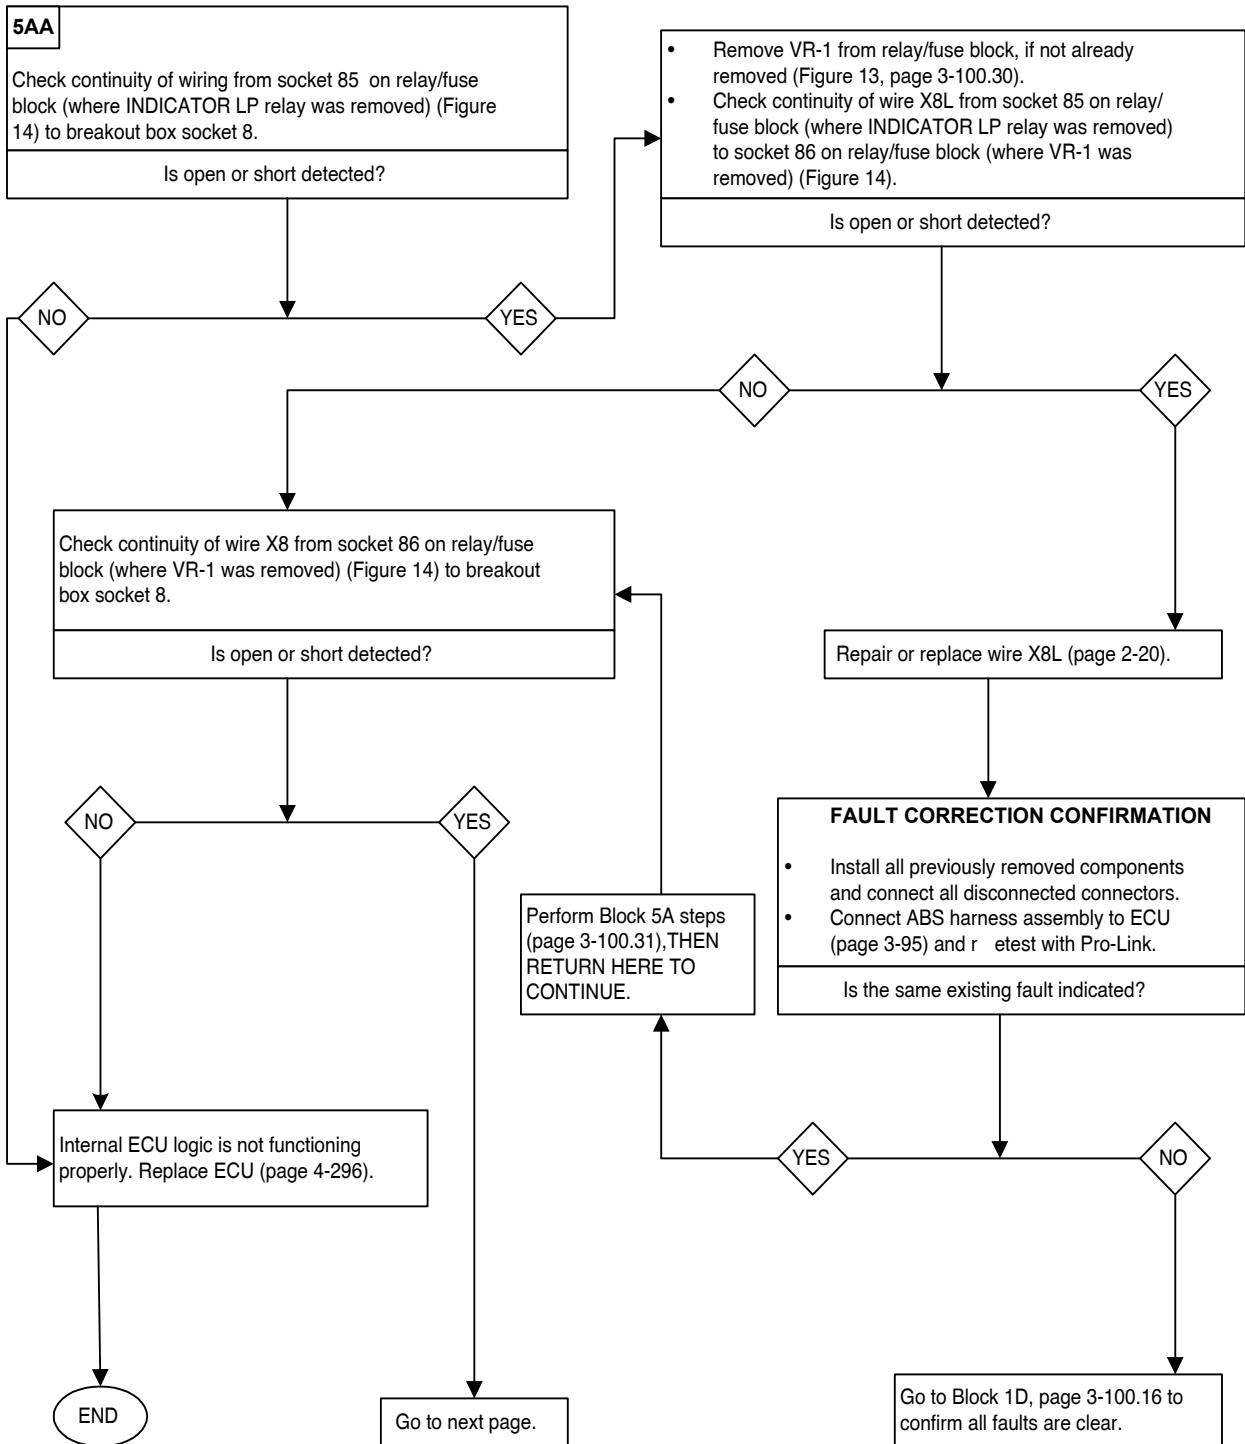 5AA
Check continuity of wiring from socket 85 on relay/fuse
block (where INDICATOR LP relay was removed) (Figure
14) to breakout box socket 8.
Is open or short detected?
• Remove VR-1 from relay/fuse block, if not already
removed (Figure 13, page 3-100.30).
• Check continuity of wire X8L from socket 85 on relay/
fuse block (where INDICATOR LP relay was removed)
to socket 86 on relay/fuse block (where VR-1 was
removed) (Figure 14).
Is open or short detected?
NO
YES
NO
YES
Check continuity of wire X8 from socket 86 on relay/fuse
block (where VR-1 was removed) (Figure 14) to breakout
box socket 8.
Is open or short detected?
Repair or replace wire X8L (page 2-20).
NO
YES
FAULT CORRECTION CONFIRMATION
• Install all previously removed components
and connect all disconnected connectors.
• Connect ABS harness assembly to ECU
(page 3-95) and r etest with Pro-Link.
Is the same existing fault indicated?
Perform Block 5A steps
(page 3-100.31),THEN
RETURN HERE TO
CONTINUE.
Internal ECU logic is not functioning
properly. Replace ECU (page 4-296).
YES
NO
END
Go to next page.
Go to Block 1D, page 3-100.16 to
confirm all faults are clear.